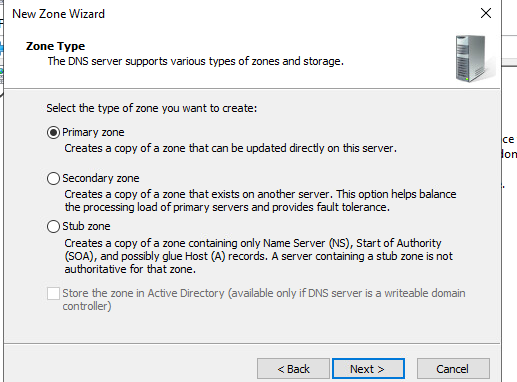 New Zone Wizard
Zone Type
The DNS server supports various types of zones and storage.
Select the type of zone you want to create:
Primary zone
Creates a copy of a zone that can be updated directly on this server.
Secondary zone
Creates a copy of a zone that exists on another server. This option helps balance
the processing load of primary servers and provides fault tolerance.
Stub zone
Creates a copy of a zone containing only Name Server (NS), Start of Authority
(SOA), and possibly glue Host (A) records. A server containing a stub zone is not
authoritative for that zone.
Store the zone in Active Directory (available only if DNS server is a writeable domain
controller)
< Back
Next >
Cancel